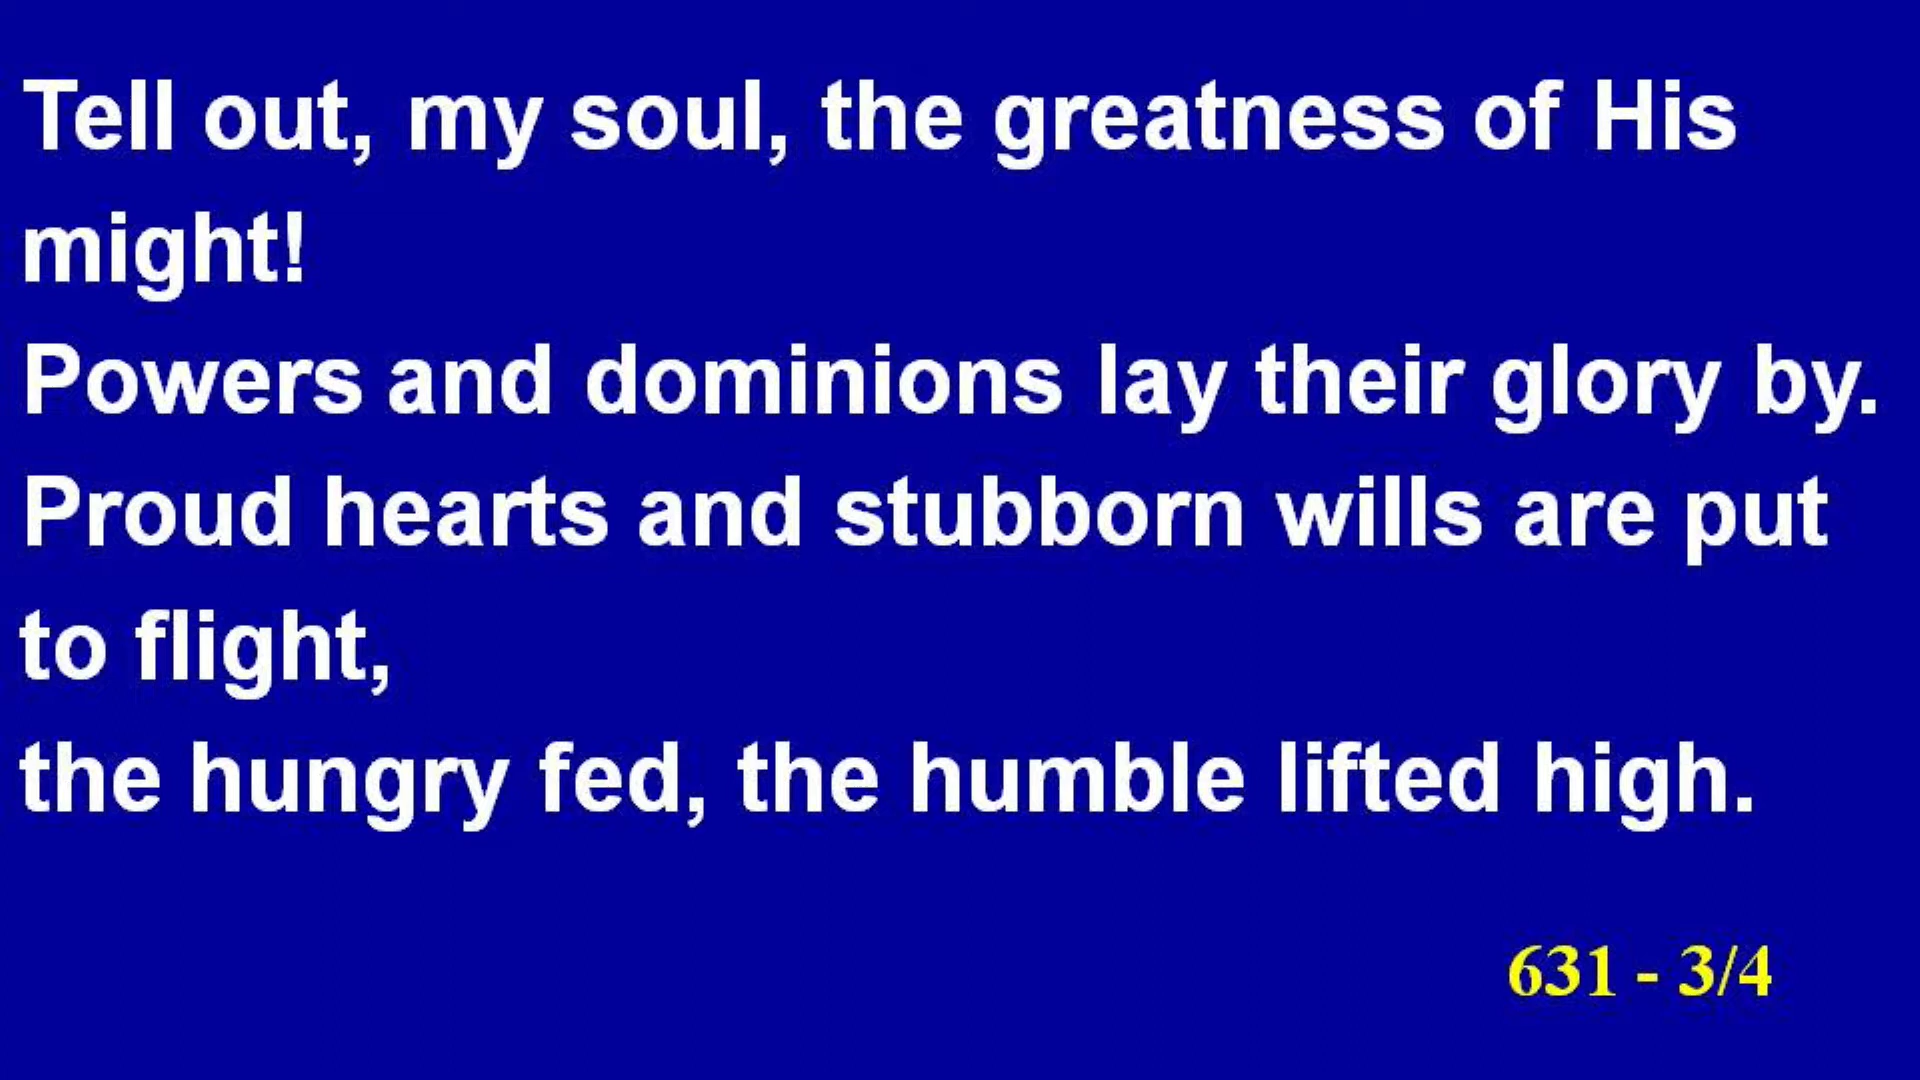 Tell out, my soul, the greatness of His
might!
Powers and dominions lay their glory by.
Proud hearts and stubborn wills are put
to flight,
the hungry fed, the humble lifted high.
631 - 3/4